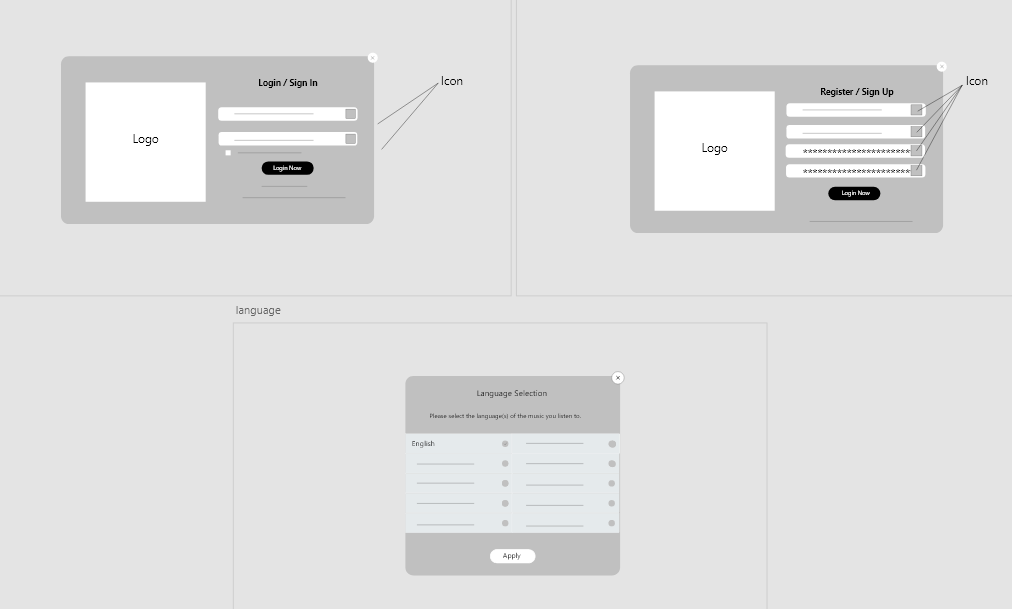 Login / Sign In
Icon
Logo
Login Now
Register / Sign Up
Icon
Logo
**********************
**********************
Login Now
language
Language Selection
Please select the language(s) of the music you listen to.
English
Apply